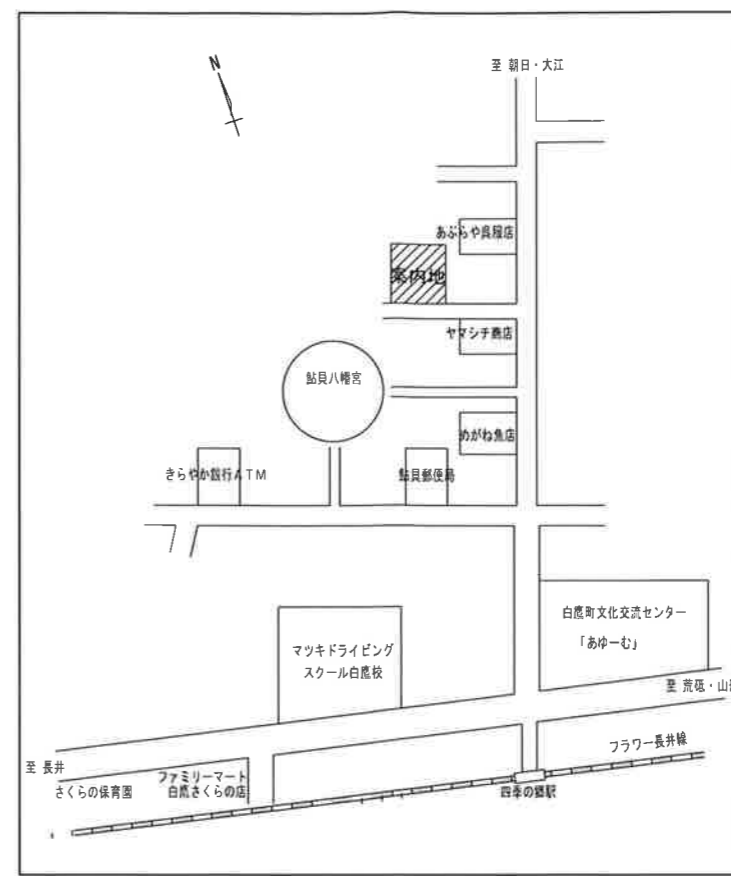 N
至 朝日・大江
あぶらや呉服店
案内地
ヤマシチ商店
鮎貝八幡宮
めがね魚店
きらやか銀行ATM
鮎貝郵便局
白鷹町文化交流センター
「あゆーむ」
マツキドライビング
スクール白鷹校
至 荒砥・山
フラワー長井線
至 長井
さくらの保育園
ファミリーマート
白鷹さくらの店
四季の郷駅